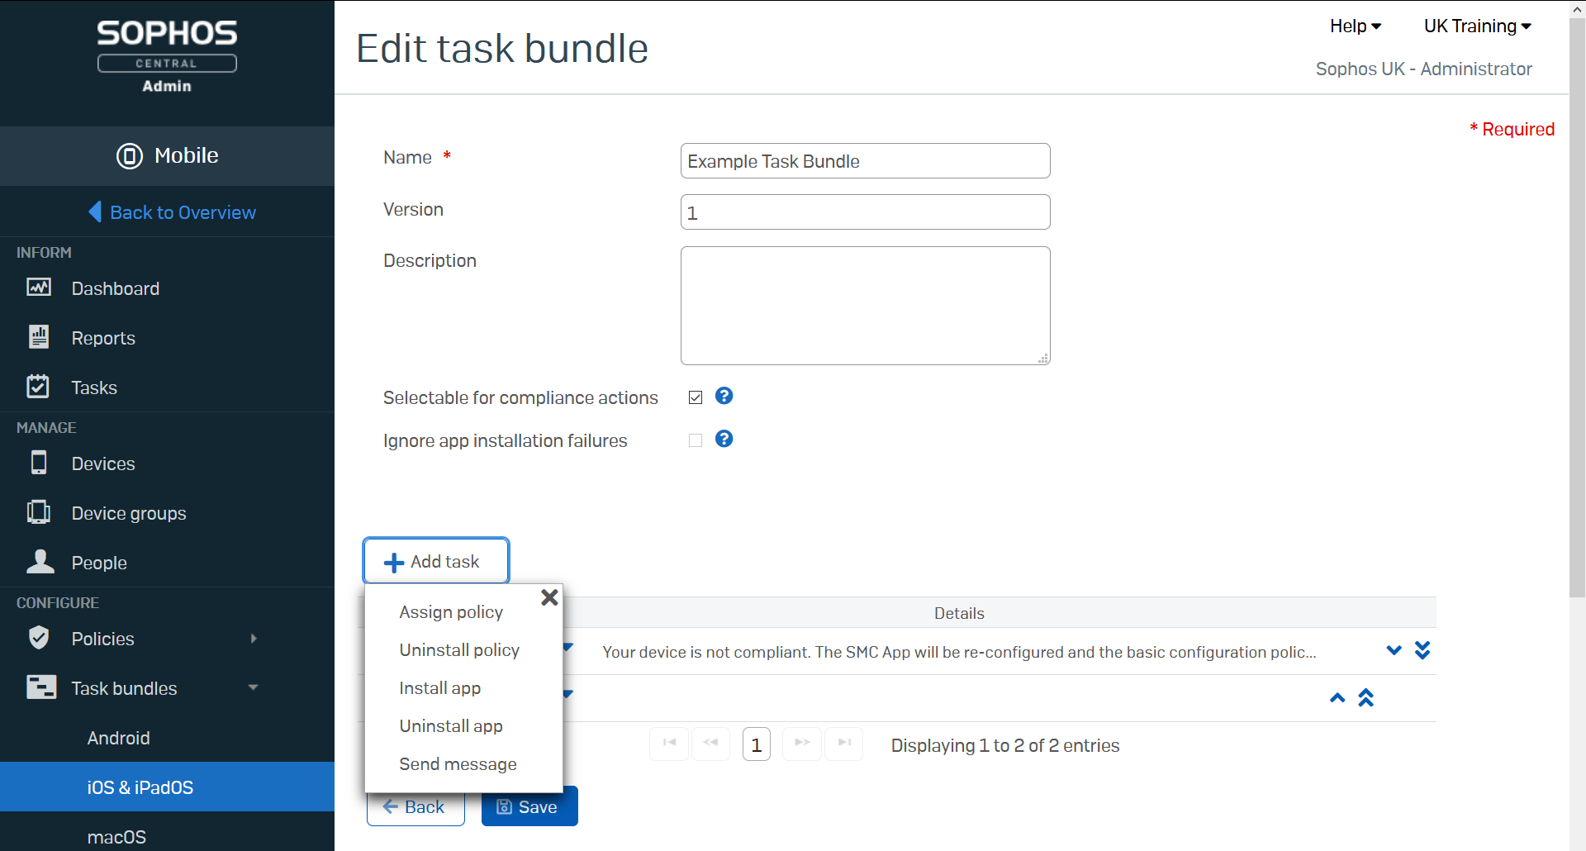 SOPHOS
CENTRAL
Admin
Mobile
Back to Overview
INFORM
Dashboard
Reports
Tasks
MANAGE
Devices
Device groups
People
CONFIGURE
Policies
Task bundles
Android
iOS & iPadOS
macOS
Edit task bundle
Help
UK Training
Sophos UK - Administrator
* Required
Name *
Example Task Bundle
Version
1
Description
Selectable for compliance actions
?
Ignore app installation failures
?
Add task
Assign policy
Uninstall policy
Install app
Uninstall app
Send message
Details
Your device is not compliant. The SMC App will be re-configured and the basic configuration polic...
1
Displaying 1 to 2 of 2 entries
Back
Save